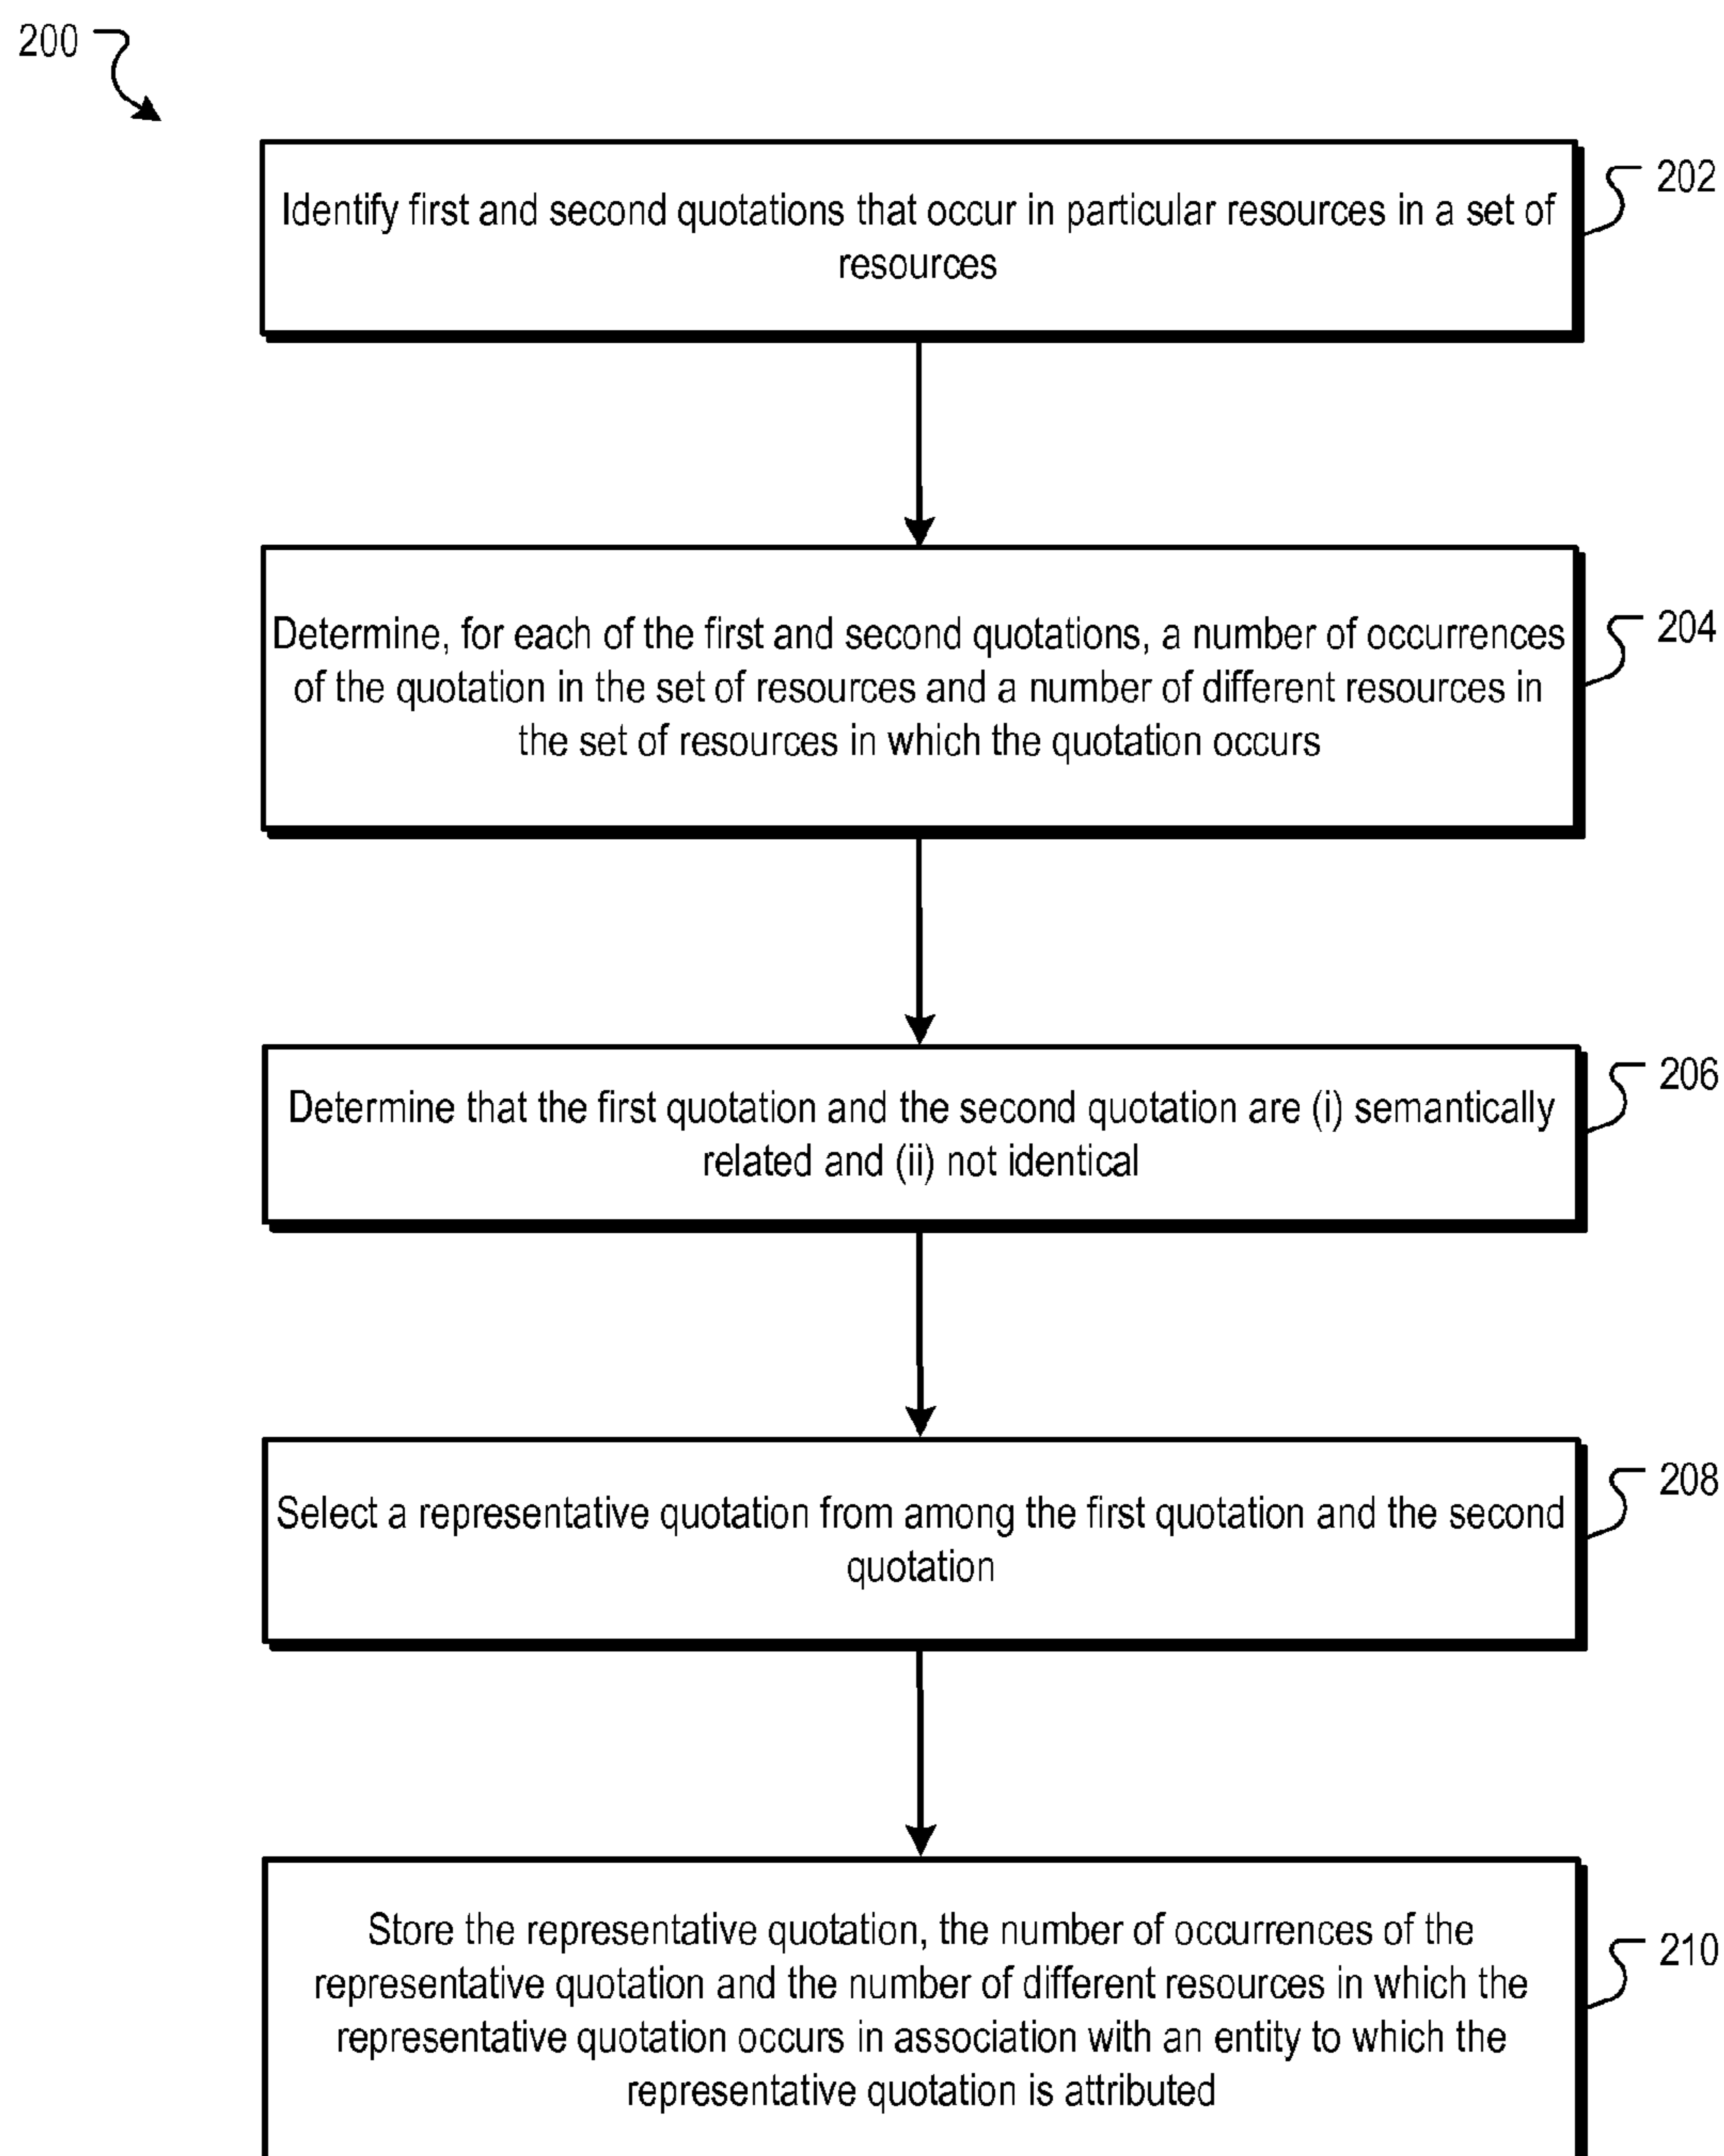 200
Identify first and second quotations that occur in particular resources in a set of
resources
202
Determine, for each of the first and second quotations, a number of occurrences
of the quotation in the set of resources and a number of different resources in
the set of resources in which the quotation occurs
204
Determine that the first quotation and the second quotation are (i) semantically
related and (ii) not identical
206
Select a representative quotation from among the first quotation and the second
quotation
208
Store the representative quotation, the number of occurrences of the
representative quotation and the number of different resources in which the
representative quotation occurs in association with an entity to which the
representative quotation is attributed
210